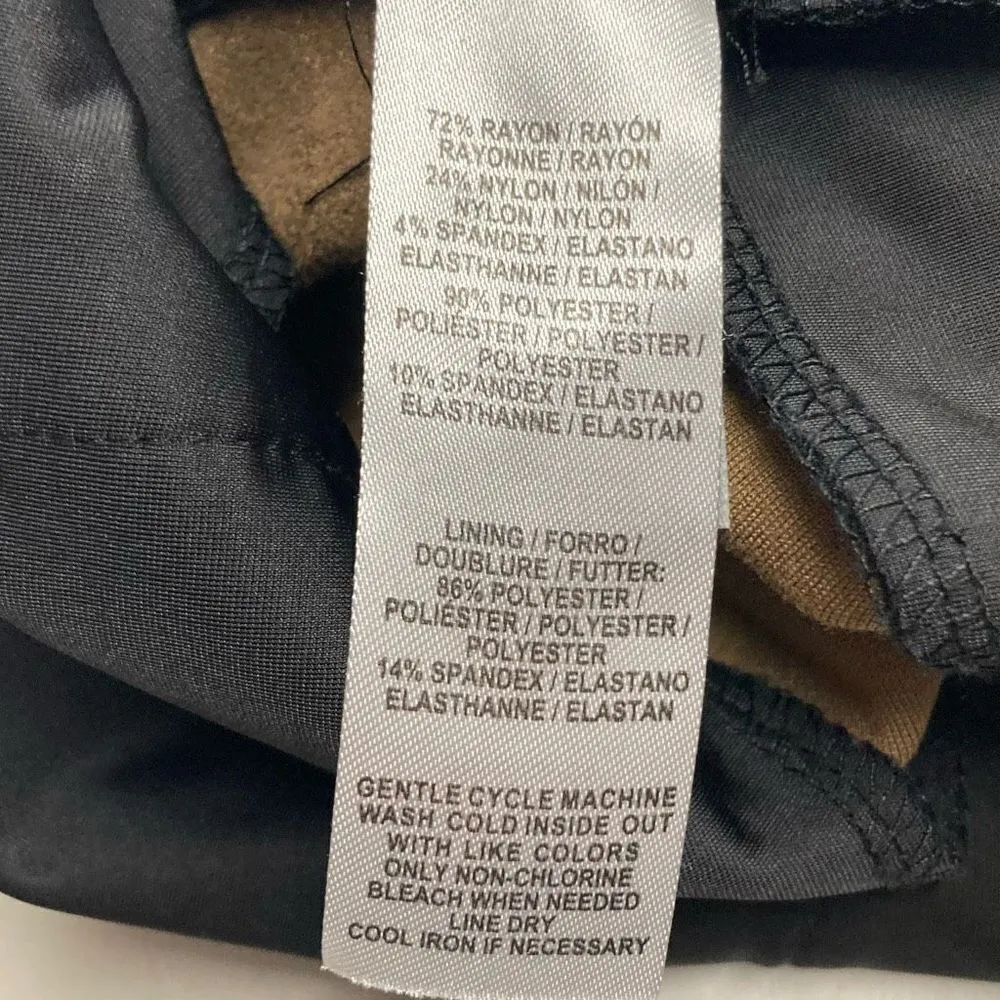 72% RAYON / RAYÓN
RAYONNE / RAYON
24% NYLON / NILÓN /
NYLON / NYLON
4% SPANDEX / ELASTANO
ELASTHANNE / ELASTAN
90% POLYESTER /
POLIÉSTER / POLYESTER /
POLYESTER
10% SPANDEX / ELASTANO
ELASTHANNE / ELASTAN
LINING / FORRO /
DOUBLURE / FUTTER:
86% POLYESTER /
POLIÉSTER / POLYESTER /
POLYESTER
14% SPANDEX / ELASTANO
ELASTHANNE / ELASTAN
GENTLE CYCLE MACHINE
WASH COLD INSIDE OUT
WITH LIKE COLORS
ONLY NON-CHLORINE
BLEACH WHEN NEEDED
LINE DRY
COOL IRON IF NECESSARY